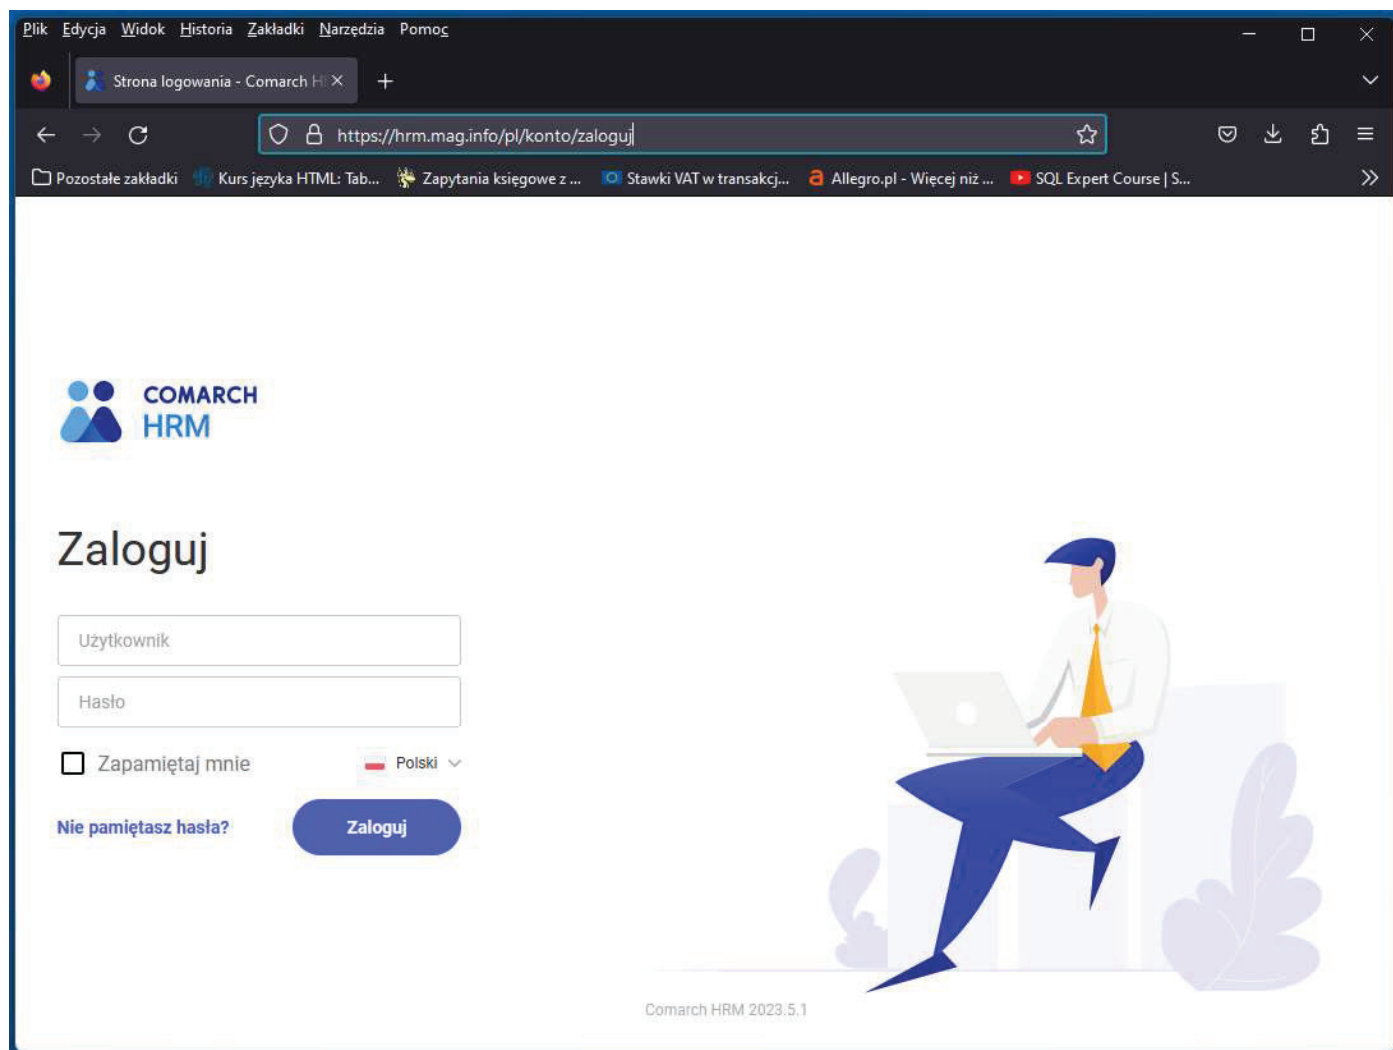 Plik Edycja Widok Historia Zakładki Narzędzia Pomoc
Strona logowania - Comarch H
https://hrm.mag.info/pl/konto/zaloguj
Pozostałe zakładki Kurs języka HTML: Tab... Zapytania księgowe z ... Stawki VAT w transakcj... Allegro.pl - Więcej niż ... SQL Expert Course | S...
COMARCH
HRM
Zaloguj
Użytkownik
Hasło
Zapamiętaj mnie Polski
Nie pamiętasz hasła? Zaloguj
Comarch HRM 2023.5.1